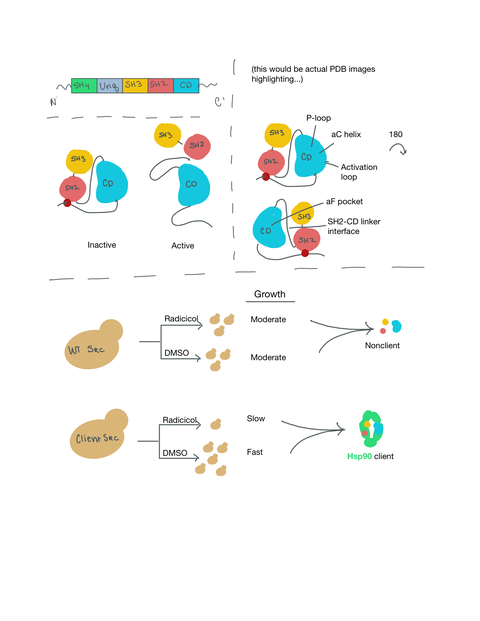 SH4 Unq SH3 SH2 CD
N' C'
(this would be actual PDB images
highlighting...)
SH3
SH2
CD
Inactive
SH3
SH2
CD
Active
P-loop
SH3
aC helix
180
CD
SH2
Activation
loop
aF pocket
SH3
SH2-CD linker
interface
CD
SH2
Growth
WT Src
Radicicol
Moderate
DMSO
Moderate
Nonclient
Client Src
Radicicol
Slow
DMSO
Fast
Hsp90 client